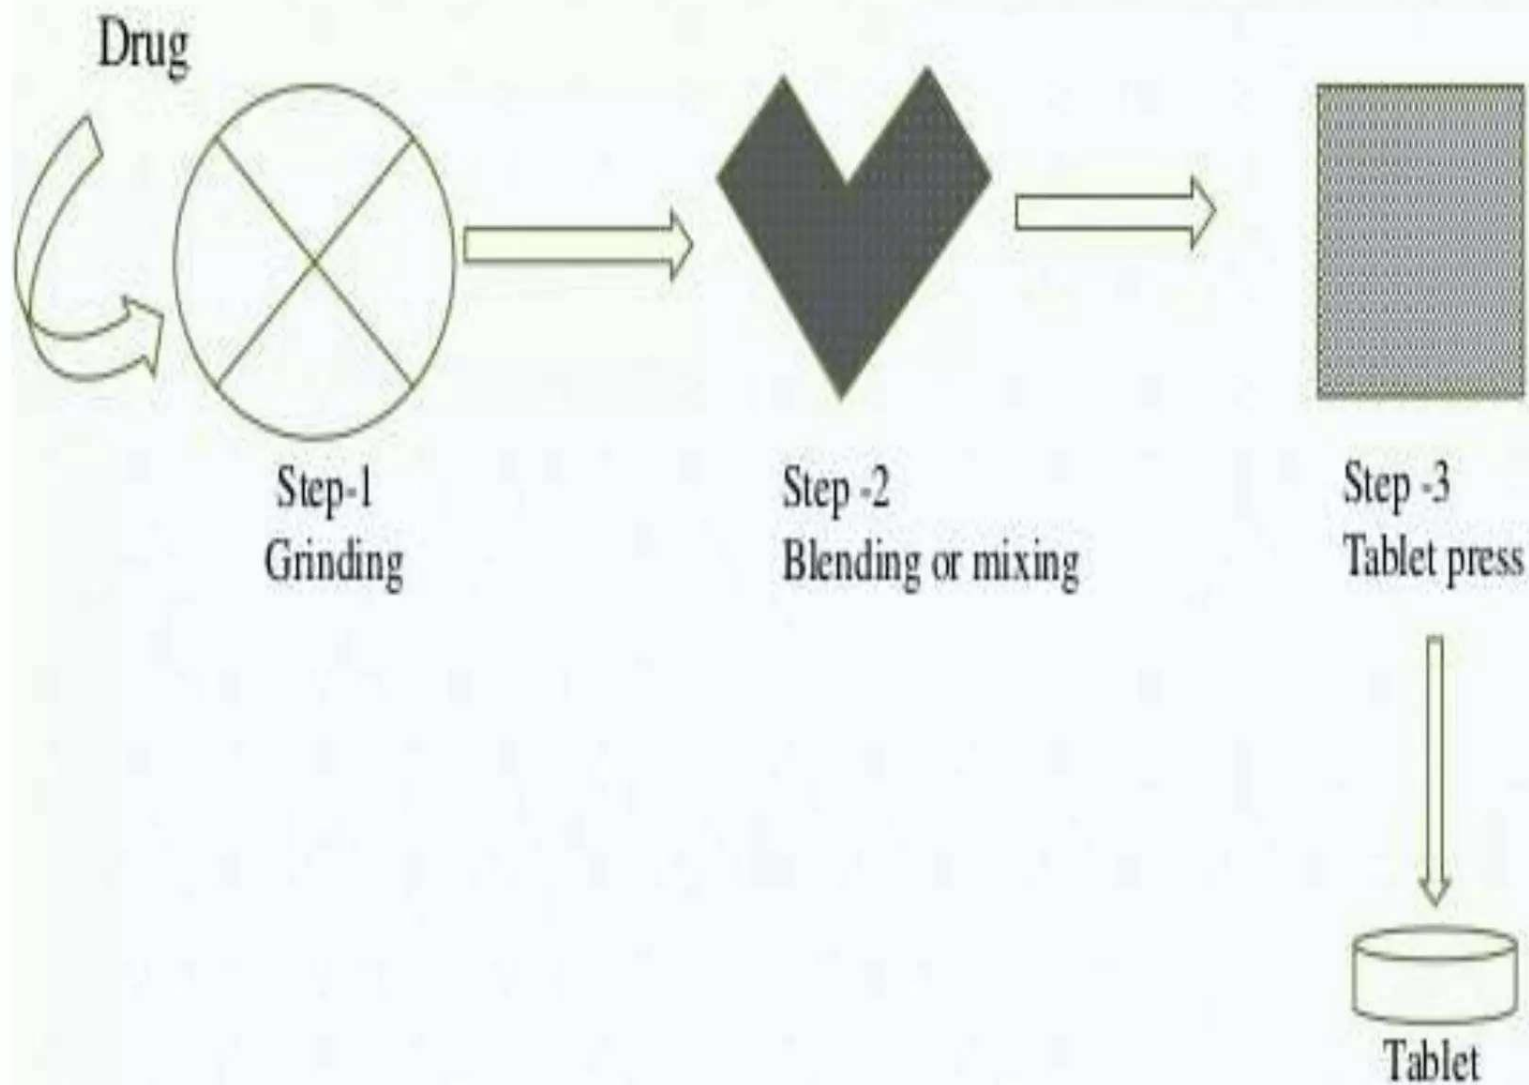 Drug
Step-1
Grinding
Step -2
Blending or mixing
Step -3
Tablet press
Tablet